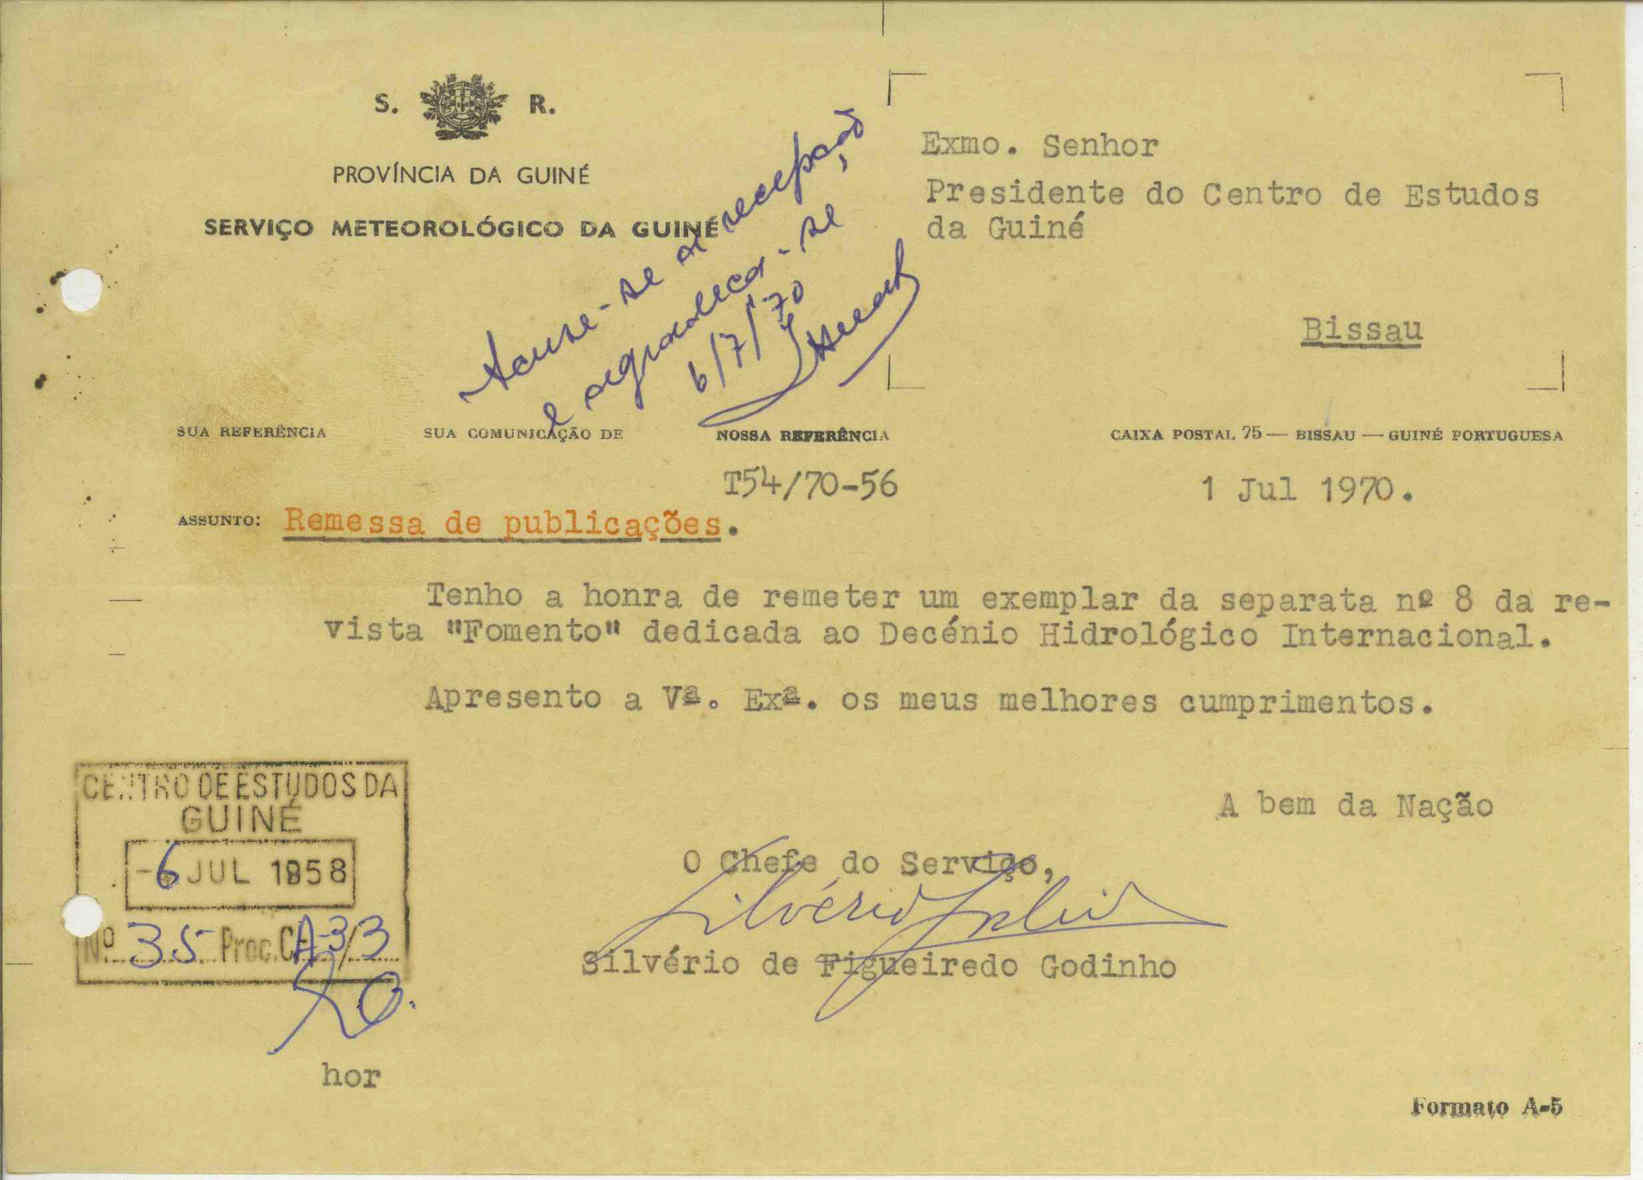 S. R.
PROVÍNCIA DA GUINÉ
SERVIÇO METEOROLÓGICO DA GUINÉ
Acuse-se a recepção,
e agradeça-se
6/7/70
Exmo. Senhor
Presidente do Centro de Estudos
da Guiné
Bissau
SUA REFERÊNCIA SUA COMUNICAÇÃO DE NOSSA REFERÊNCIA CAIXA POSTAL 75 — BISSAU — GUINÉ PORTUGUESA
T54/70-56 1 Jul 1970.
ASSUNTO: Remessa de publicações.
Tenho a honra de remeter um exemplar da separata nº 8 da re-
vista "Fomento" dedicada ao Decénio Hidrológico Internacional.
Apresento a Vª. Exª. os meus melhores cumprimentos.
A bem da Nação
O Chefe do Serviço,
Silvério de Figueiredo Godinho
CENTRO DE ESTUDOS DA
GUINÉ
-6 JUL 1958
Nº 35 Proc. CA-3/3
hor
Formato A-5